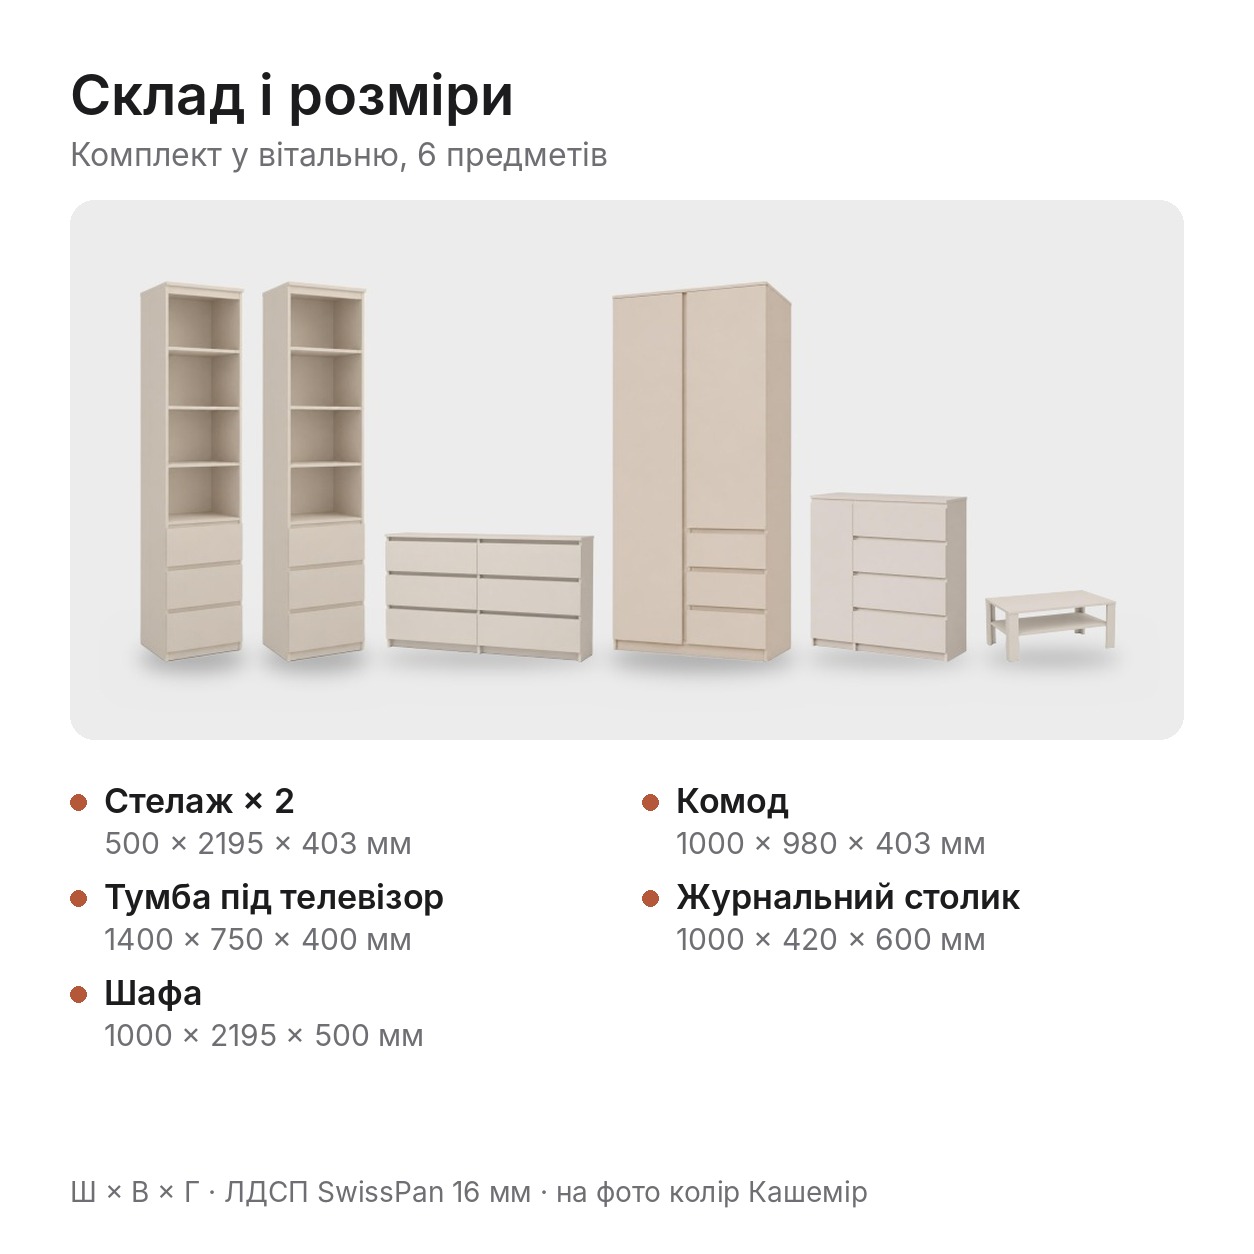 Склад і розміри
Комплект у вітальню, 6 предметів
Стелаж × 2
500 × 2195 × 403 мм
Тумба під телевізор
1400 × 750 × 400 мм
Шафа
1000 × 2195 × 500 мм
Комод
1000 × 980 × 403 мм
Журнальний столик
1000 × 420 × 600 мм
Ш × В × Г · ЛДСП SwissPan 16 мм · на фото колір Кашемір